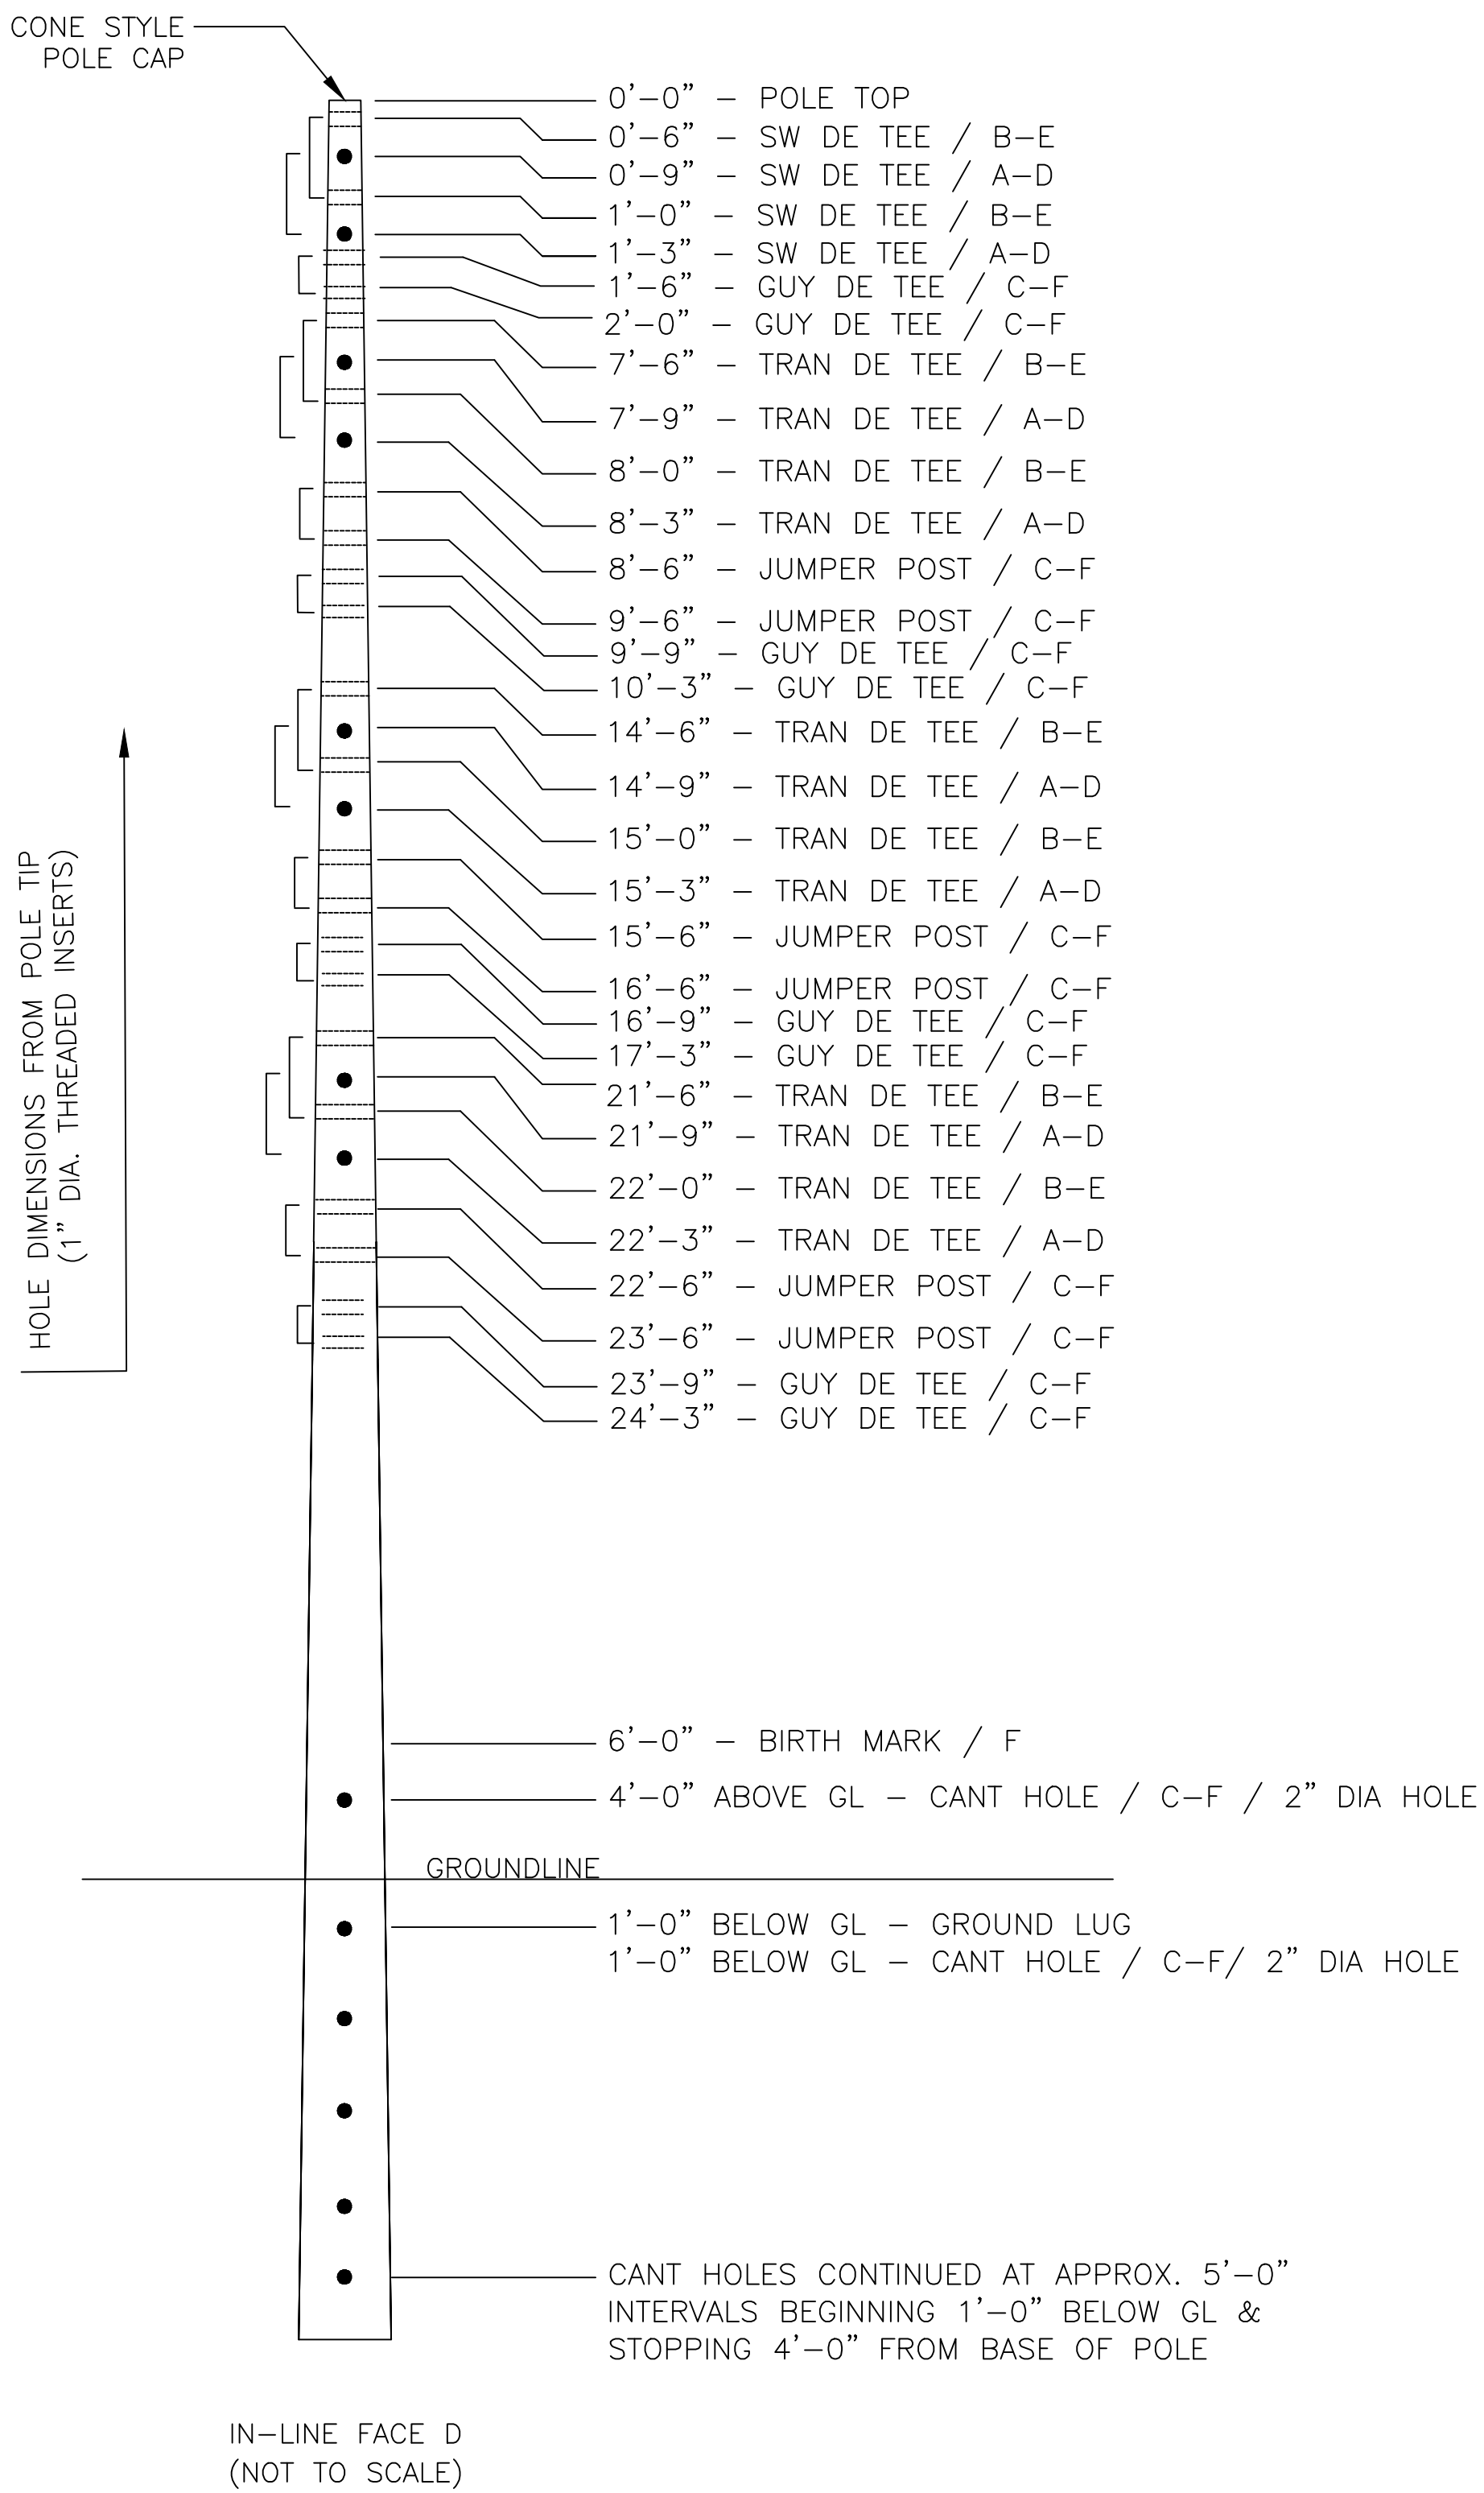 CONE STYLE
POLE CAP
0'-0" - POLE TOP
0'-6" - SW DE TEE / B-E
0'-9" - SW DE TEE / A-D
1'-0" - SW DE TEE / B-E
1'-3" - SW DE TEE / A-D
1'-6" - GUY DE TEE / C-F
2'-0" - GUY DE TEE / C-F
7'-6" - TRAN DE TEE / B-E
7'-9" - TRAN DE TEE / A-D
8'-0" - TRAN DE TEE / B-E
8'-3" - TRAN DE TEE / A-D
8'-6" - JUMPER POST / C-F
9'-6" - JUMPER POST / C-F
9'-9" - GUY DE TEE / C-F
10'-3" - GUY DE TEE / C-F
14'-6" - TRAN DE TEE / B-E
14'-9" - TRAN DE TEE / A-D
15'-0" - TRAN DE TEE / B-E
15'-3" - TRAN DE TEE / A-D
15'-6" - JUMPER POST / C-F
16'-6" - JUMPER POST / C-F
16'-9" - GUY DE TEE / C-F
17'-3" - GUY DE TEE / C-F
21'-6" - TRAN DE TEE / B-E
21'-9" - TRAN DE TEE / A-D
22'-0" - TRAN DE TEE / B-E
22'-3" - TRAN DE TEE / A-D
22'-6" - JUMPER POST / C-F
23'-6" - JUMPER POST / C-F
23'-9" - GUY DE TEE / C-F
24'-3" - GUY DE TEE / C-F
HOLE DIMENSIONS FROM POLE TIP
(1" DIA. THREADED INSERTS)
6'-0" - BIRTH MARK / F
4'-0" ABOVE GL - CANT HOLE / C-F / 2" DIA HOLE
GROUNDLINE
1'-0" BELOW GL - GROUND LUG
1'-0" BELOW GL - CANT HOLE / C-F/ 2" DIA HOLE
CANT HOLES CONTINUED AT APPROX. 5'-0"
INTERVALS BEGINNING 1'-0" BELOW GL &
STOPPING 4'-0" FROM BASE OF POLE
IN-LINE FACE D
(NOT TO SCALE)